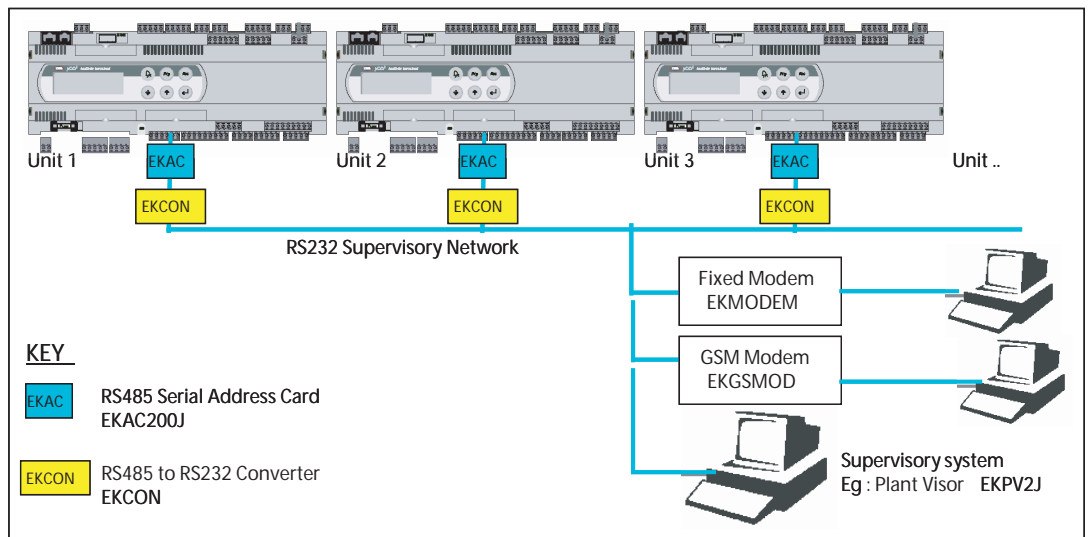 Unit 1
Unit 2
Unit 3
Unit ..
EKAC
EKAC
EKAC
EKCON
EKCON
EKCON
RS232 Supervisory Network
Fixed Modem
EKMODEM
GSM Modem
EKGSMOD
KEY
EKAC
RS485 Serial Address Card
EKAC200J
EKCON
RS485 to RS232 Converter
EKCON
Supervisory system
Eg : Plant Visor EKPV2J